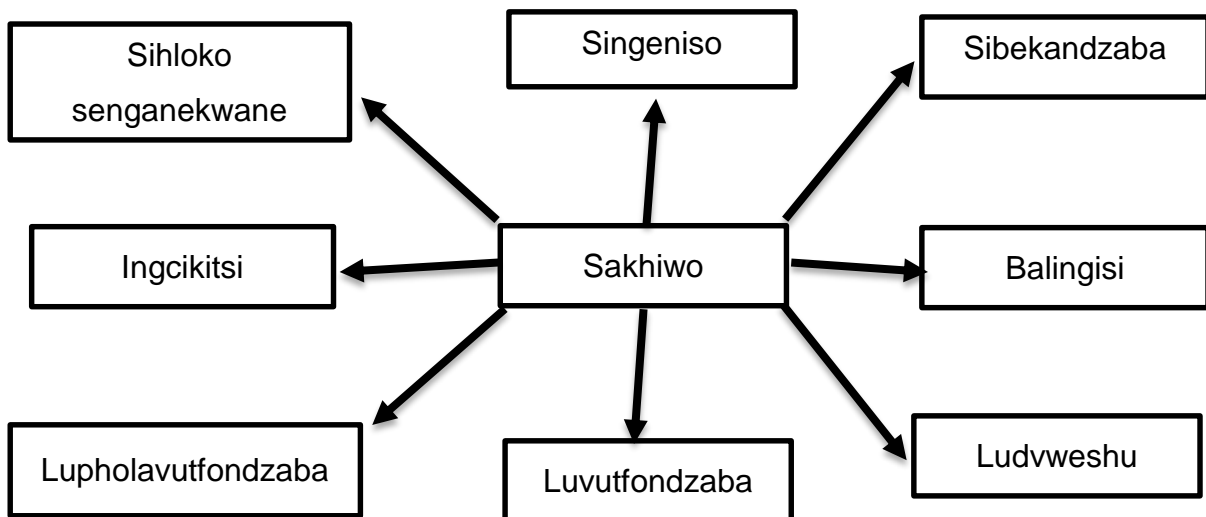 Sihloko
senganekwane
Singeniso
Sibekandzaba
Ingcikitsi
Sakhiwo
Balingisi
Lupholavutfondzaba
Luvutfondzaba
Ludvweshu